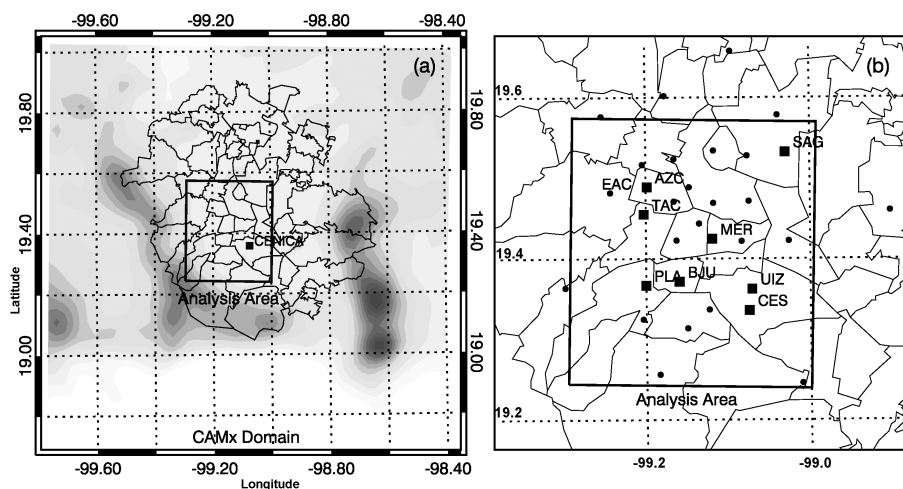 -99.60 -99.20 -98.80 -98.40
(a)
19.80
19.80
19.40
19.40
19.00
19.00
Latitude
CENICA
Analysis Area
CAMx Domain
-99.60 -99.20 -98.80 -98.40
Longitude
(b)
19.6
SAG
EAC
AZC
TAC
MER
19.4
PLA
BJU
UIZ
CES
Analysis Area
19.2
-99.2 -99.0